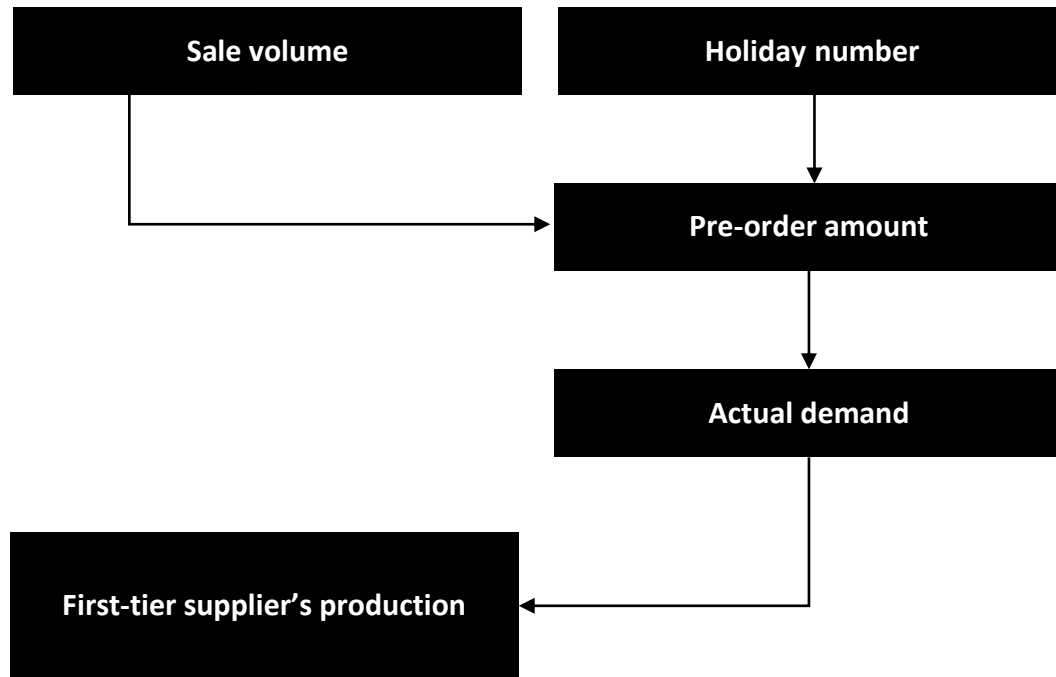 Sale volume
Holiday number
Pre-order amount
Actual demand
First-tier supplier’s production